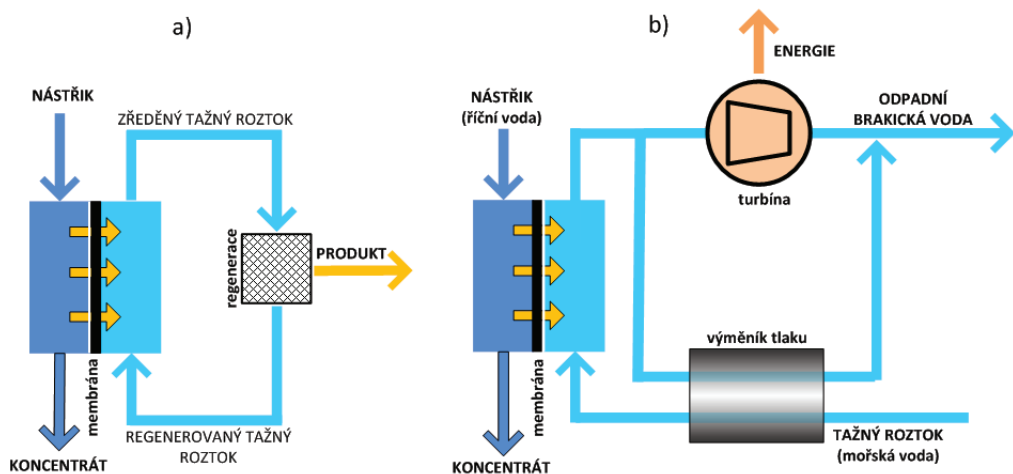 a)
NÁSTŘIK
ZŘEDĚNÝ TAŽNÝ ROZTOK
regenerace
PRODUKT
membrána
REGENEROVANÝ TAŽNÝ
ROZTOK
KONCENTRÁT
b)
ENERGIE
NÁSTŘIK
(říční voda)
ODPADNÍ
BRAKICKÁ VODA
turbína
výměník tlaku
membrána
TAŽNÝ ROZTOK
(mořská voda)
KONCENTRÁT